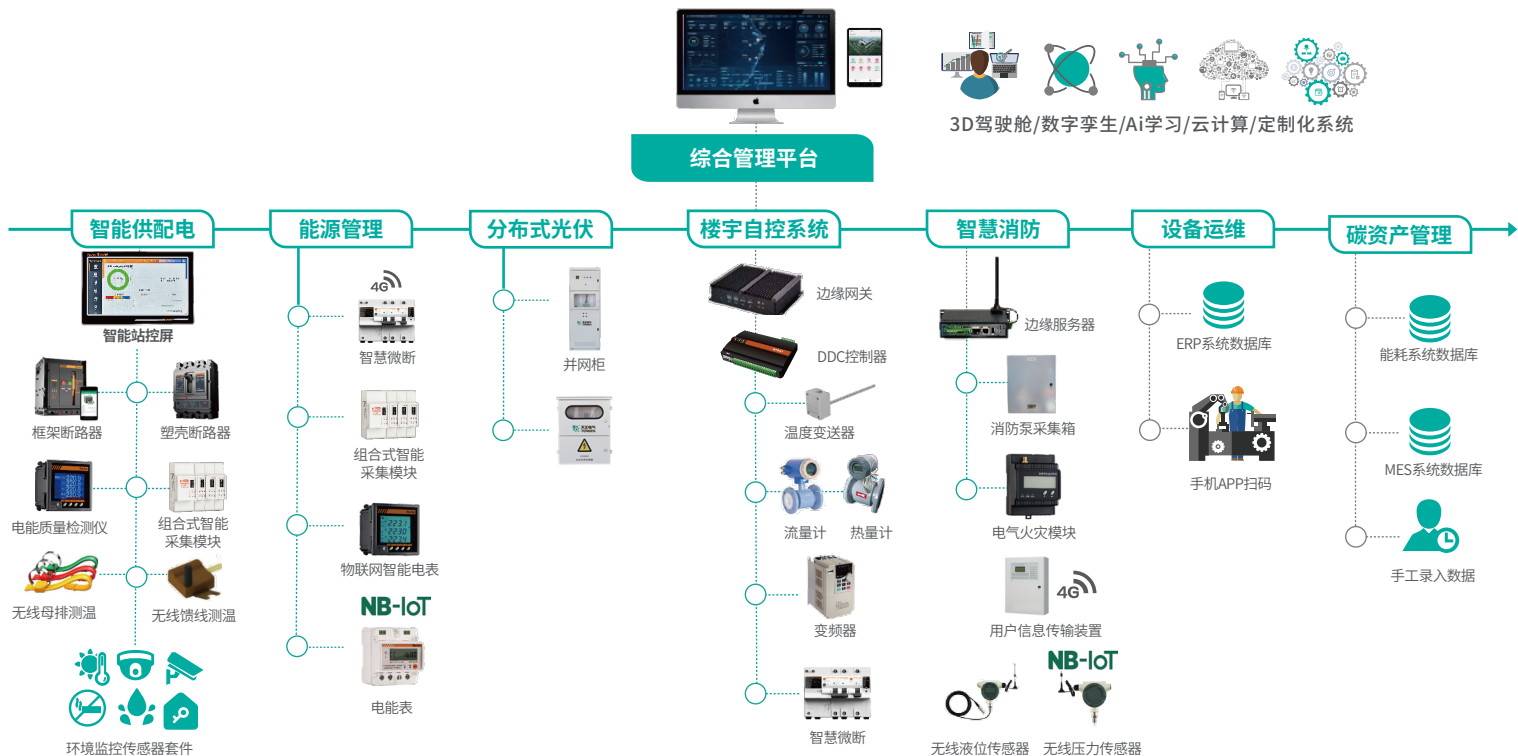 3D驾驶舱/数字孪生/Ai学习/云计算/定制化系统
综合管理平台
智能供配电
能源管理
分布式光伏
楼宇自控系统
智慧消防
设备运维
碳资产管理
智能站控屏
框架断路器
塑壳断路器
电能质量检测仪
组合式智能
采集模块
无线母排测温
无线馈线测温
环境监控传感器套件
4G
智慧微断
组合式智能
采集模块
物联网智能电表
NB-IoT
电能表
并网柜
边缘网关
DDC控制器
温度变送器
流量计
热量计
变频器
智慧微断
边缘服务器
消防泵采集箱
电气火灾模块
4G
用户信息传输装置
NB-IoT
无线液位传感器
无线压力传感器
ERP系统数据库
手机APP扫码
能耗系统数据库
MES系统数据库
手工录入数据